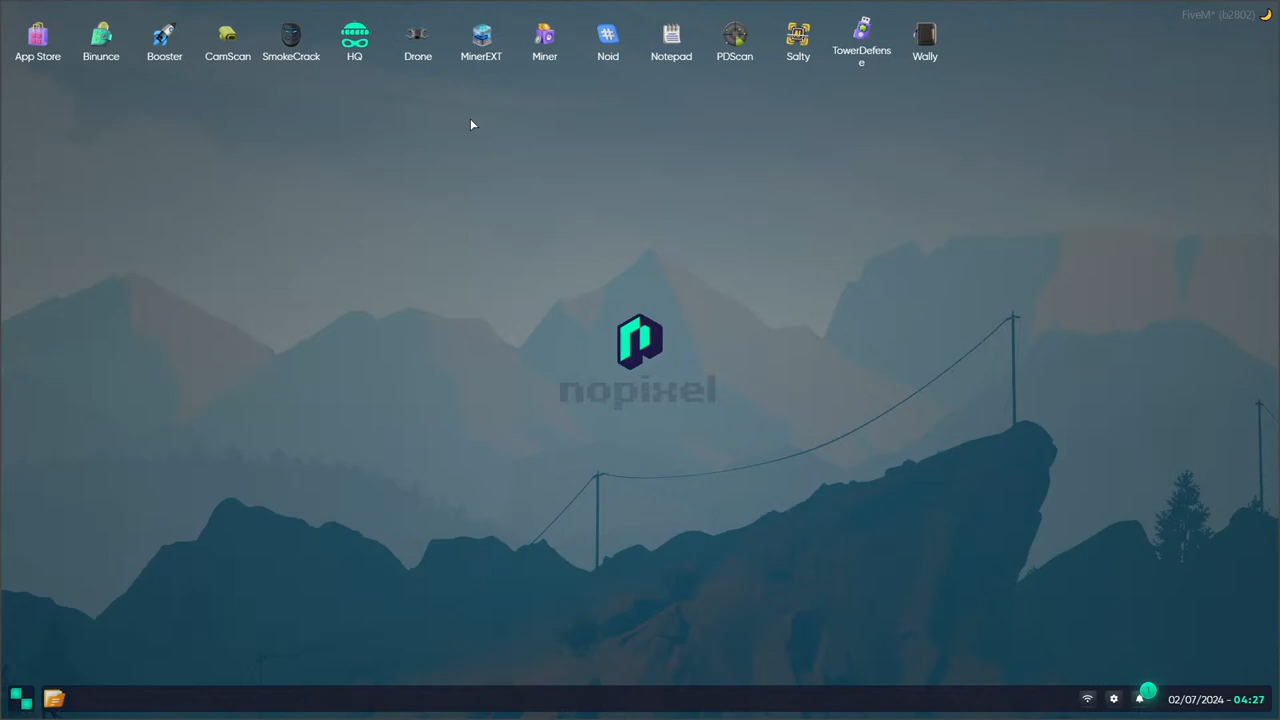 FiveM* (b2802)
App Store
Binunce
Booster
CamScan
SmokeCrack
HQ
Drone
MinerEXT
Miner
Noid
Notepad
PDScan
Salty
TowerDefens
e
Wally
nopixel
02/07/2024 - 04:27